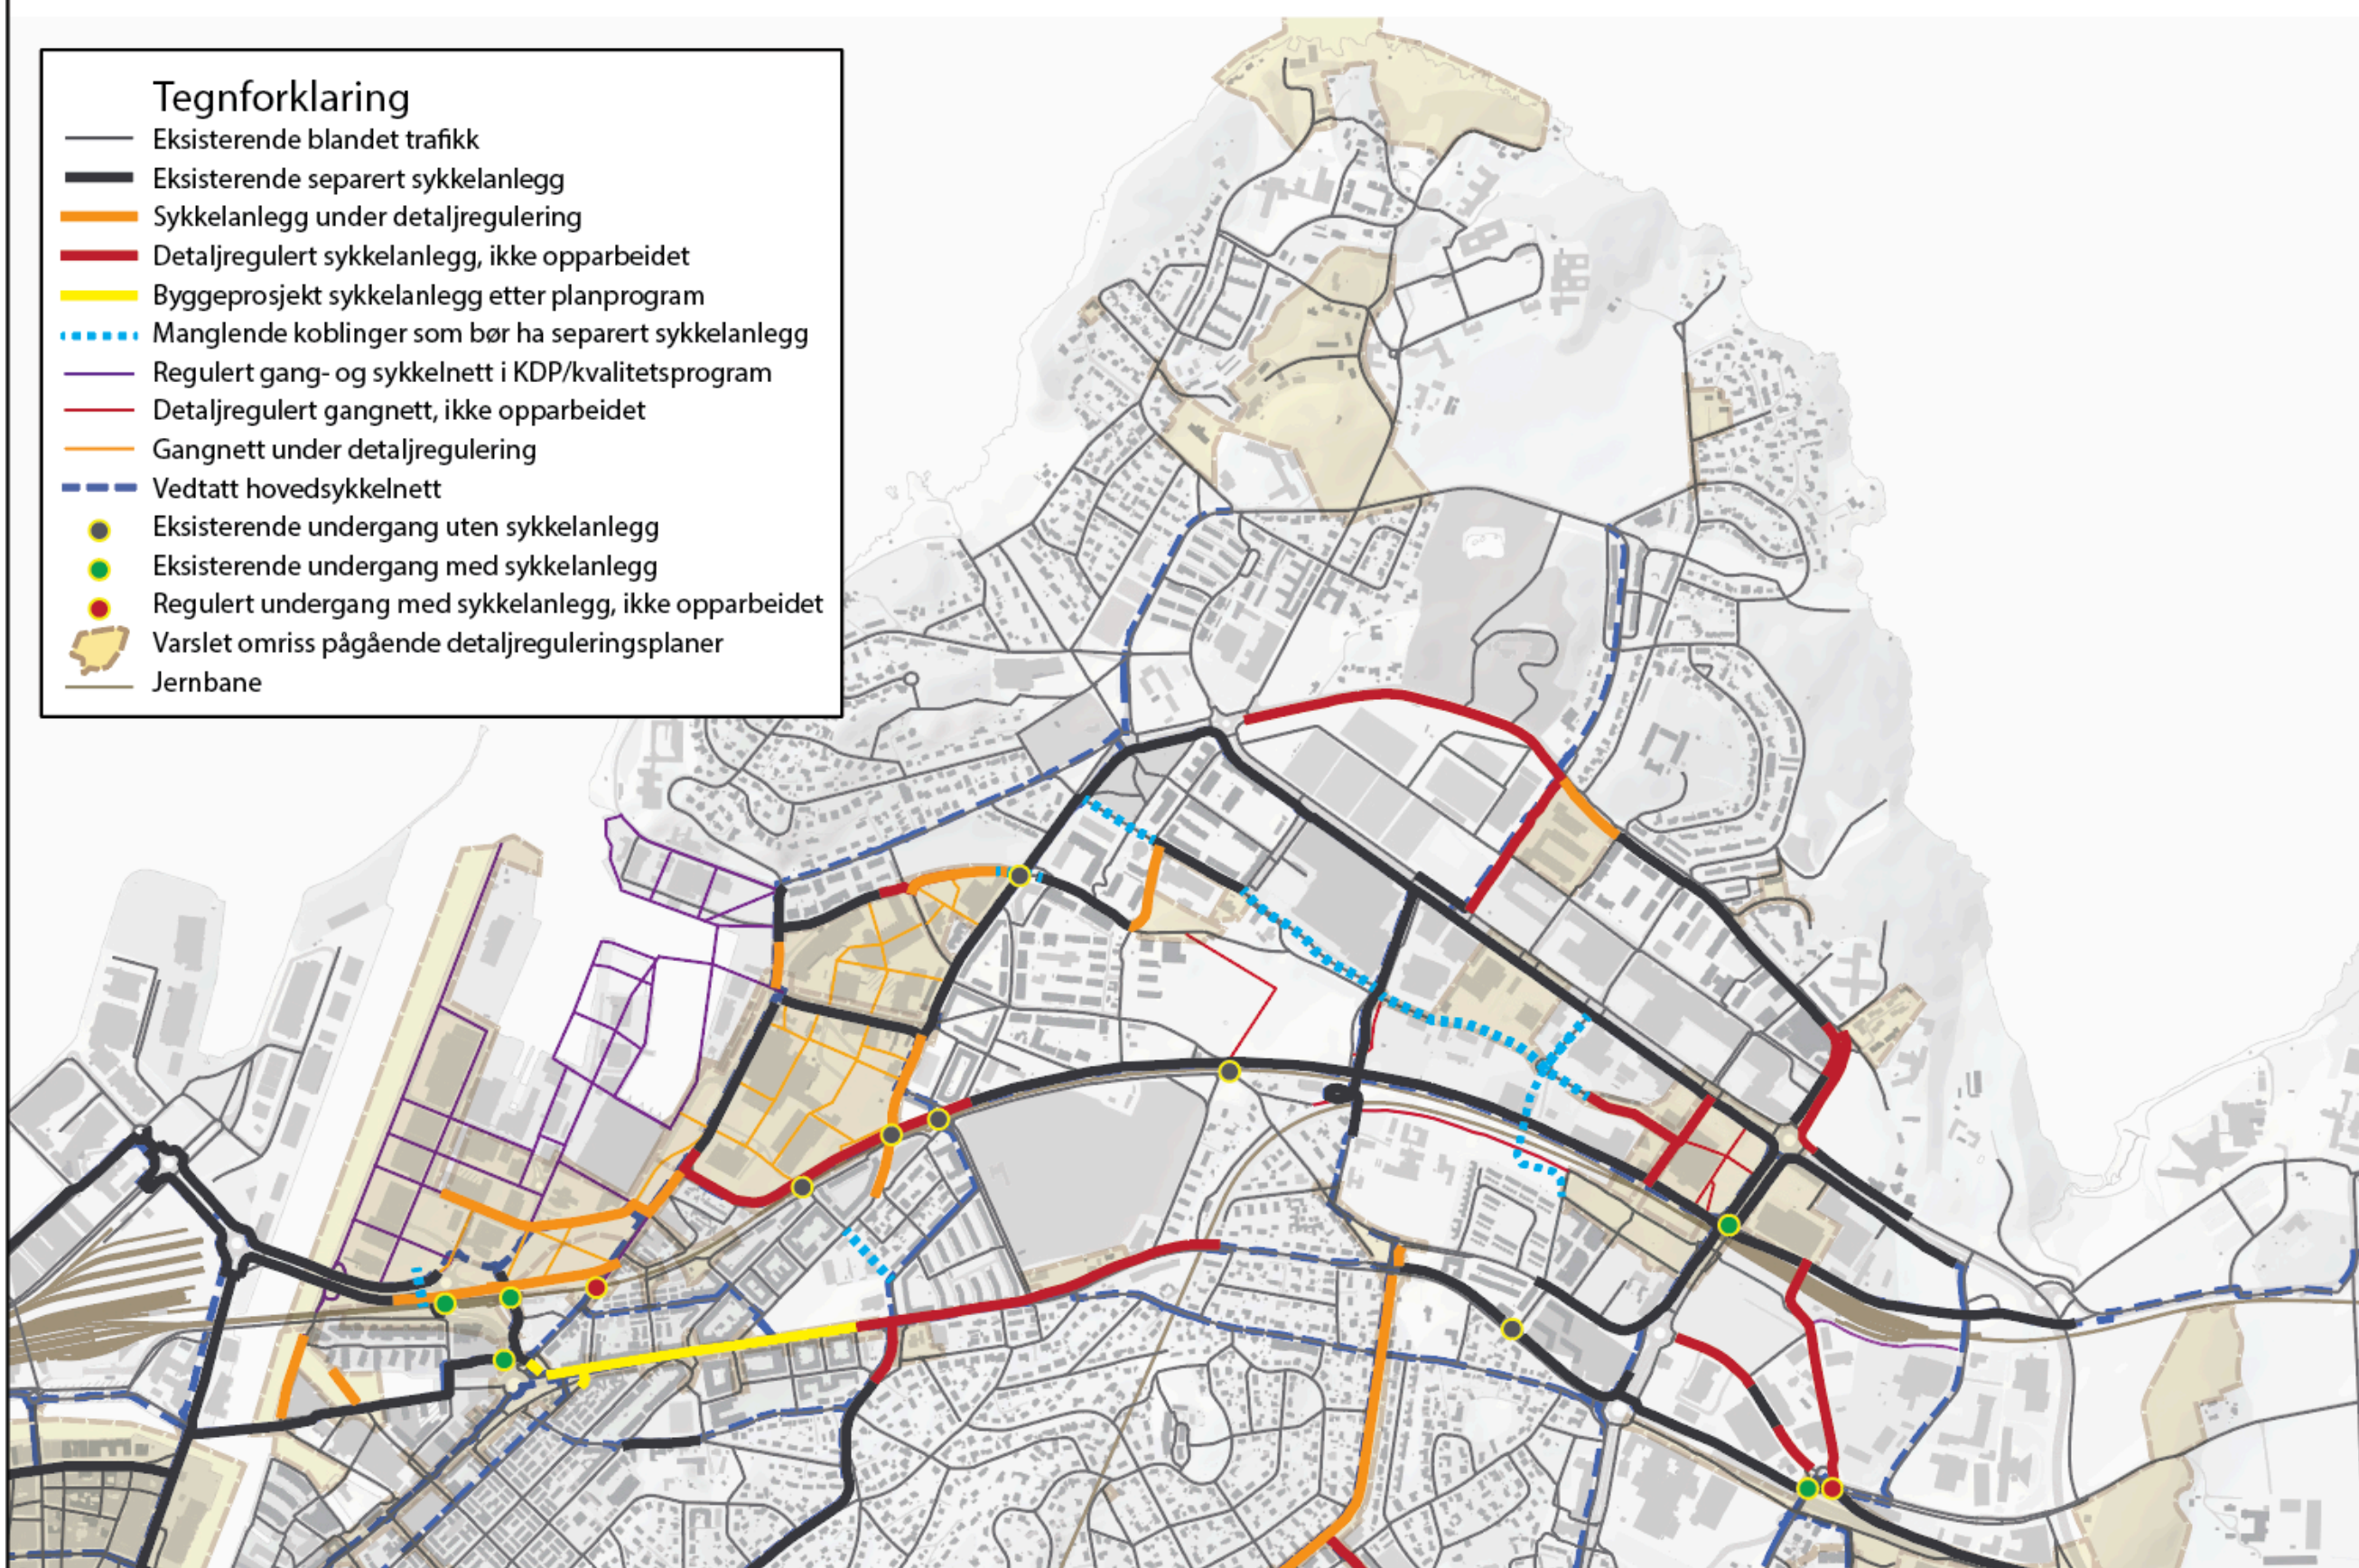 Tegnforklaring
Eksisterende blandet trafikk
Eksisterende separert sykkelanlegg
Sykkelanlegg under detaljregulering
Detaljregulert sykkelanlegg, ikke opparbeidet
Byggeprosjekt sykkelanlegg etter planprogram
Manglende koblinger som bør ha separert sykkelanlegg
Regulert gang- og sykkelnett i KDP/kvalitetsprogram
Detaljregulert gangnett, ikke opparbeidet
Gangnett under detaljregulering
Vedtatt hovedsykkelnett
Eksisterende undergang uten sykkelanlegg
Eksisterende undergang med sykkelanlegg
Regulert undergang med sykkelanlegg, ikke opparbeidet
Varslet omriss pågående detaljreguleringsplaner
Jernbane